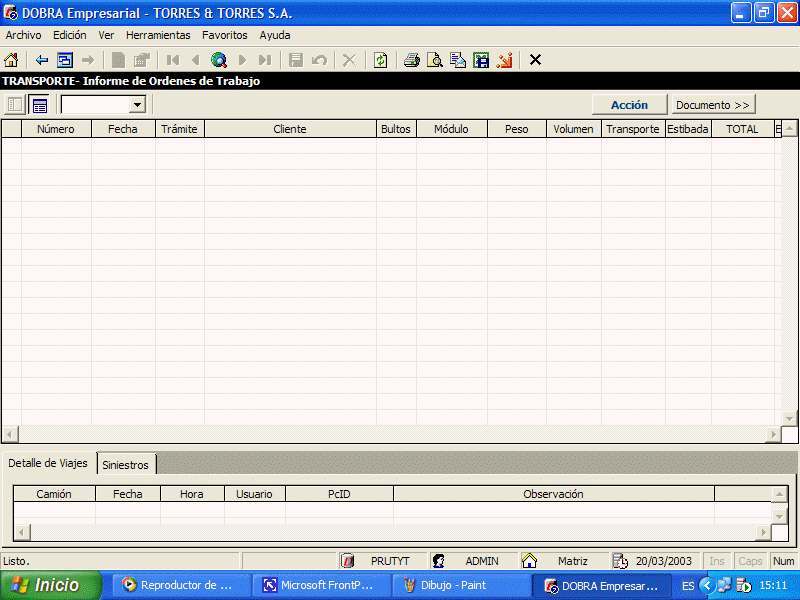 DOBRA Empresarial - TORRES & TORRES S.A.
Archivo Edición Ver Herramientas Favoritos Ayuda
TRANSPORTE- Informe de Ordenes de Trabajo
Acción Documento >>
Número Fecha Trámite Cliente Bultos Módulo Peso Volumen Transporte Estibada TOTAL E
Detalle de Viajes Siniestros
Camión Fecha Hora Usuario PcID Observación
Listo. PRUTYT ADMIN Matriz 20/03/2003 Ins Caps Num
Inicio Reproductor de ... Microsoft FrontP... Dibujo - Paint DOBRA Empresar... ES 15:11